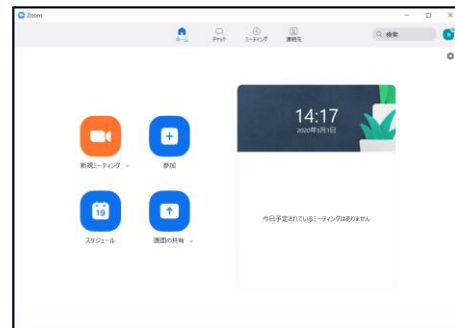 Zoom
ホーム
チャット
ミーティング
連絡先
検索
14:17
2020年5月1日
新規ミーティング
参加
19
スケジュール
画面の共有
今日予定されているミーティングはありません